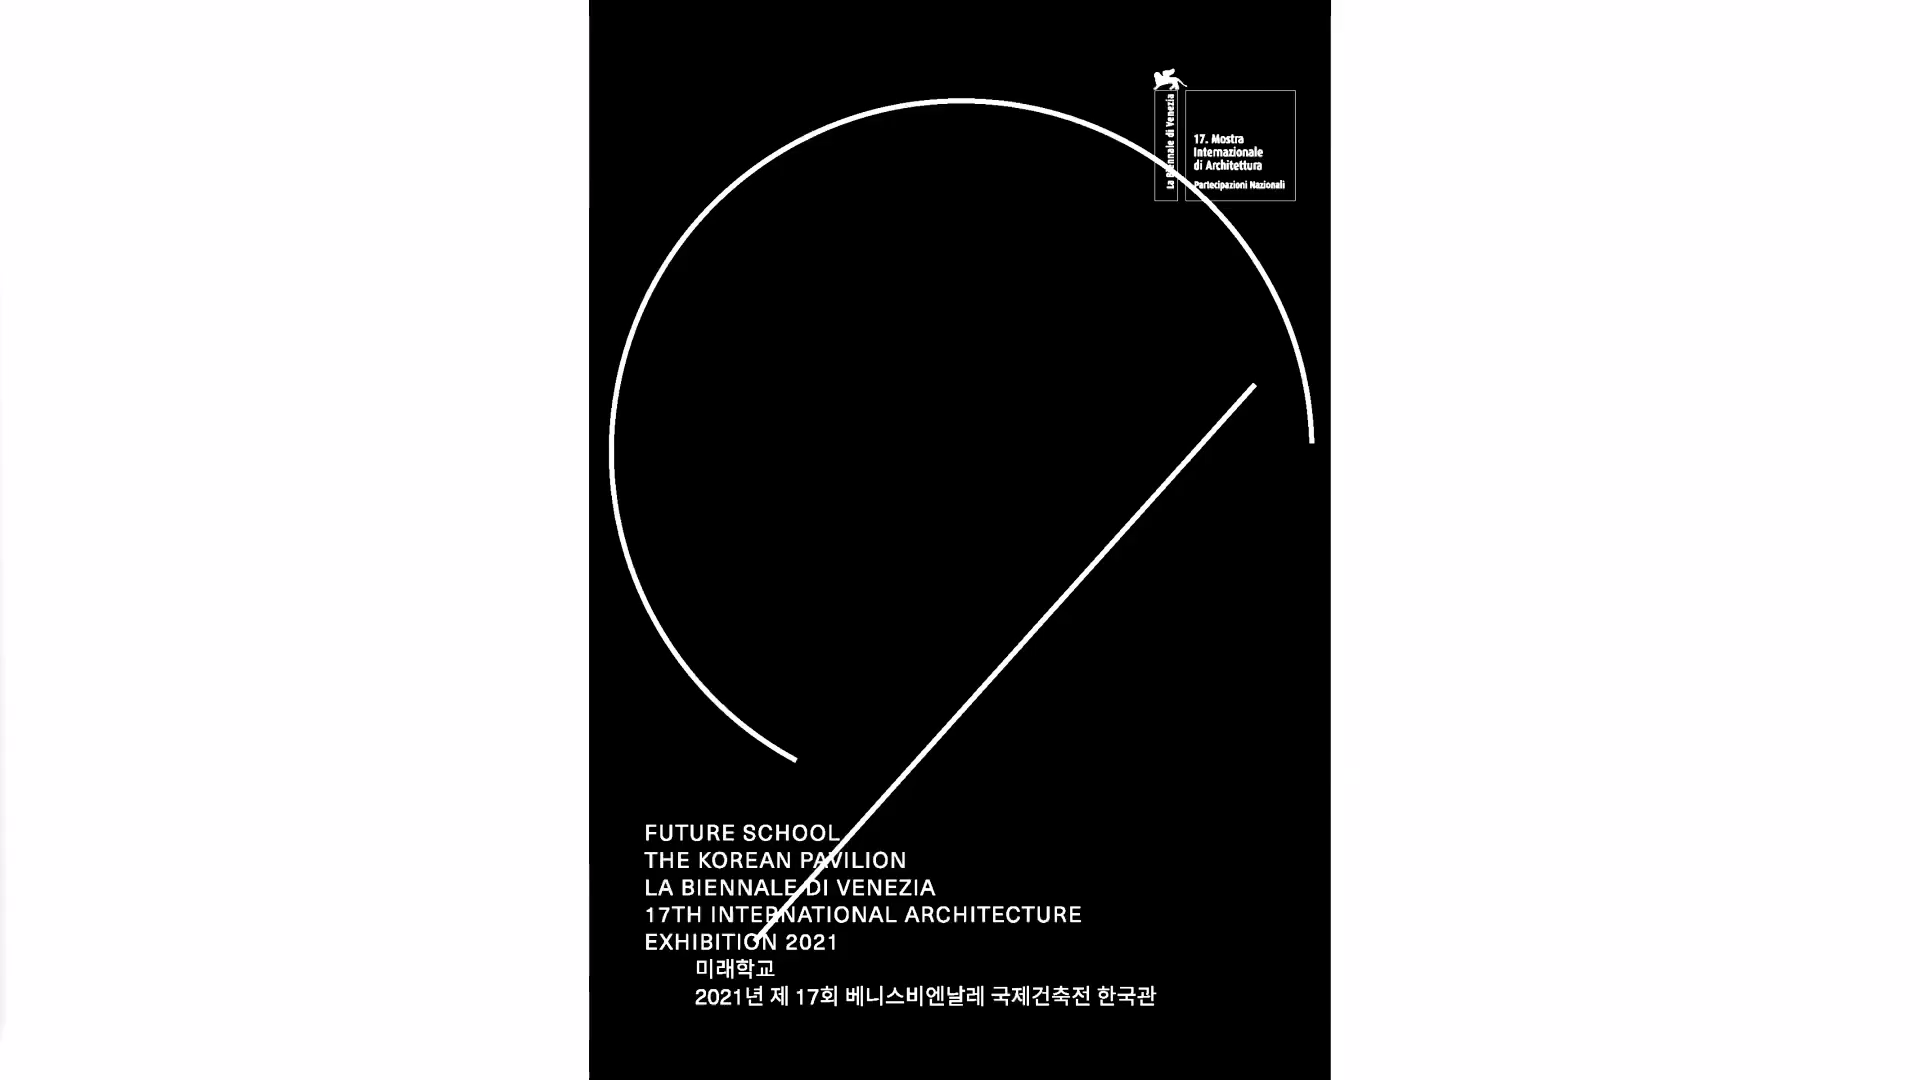 La Biennale di Venezia
17. Mostra
Internazionale
di Architettura
Partecipazioni Nazionali
FUTURE SCHOOL
THE KOREAN PAVILION
LA BIENNALE DI VENEZIA
17TH INTERNATIONAL ARCHITECTURE
EXHIBITION 2021
미래학교
2021년 제 17회 베니스비엔날레 국제건축전 한국관